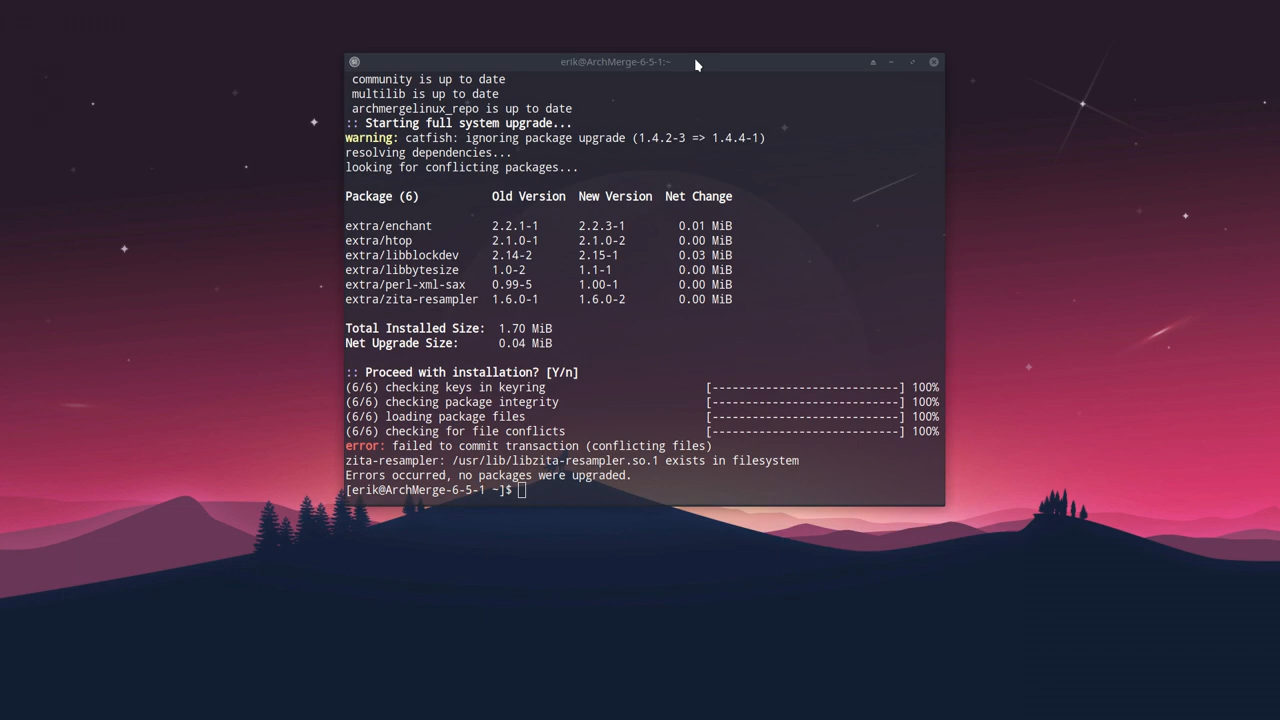 erik@ArchMerge-6-5-1:~
community is up to date
multilib is up to date
archmergelinux_repo is up to date
:: Starting full system upgrade...
warning: catfish: ignoring package upgrade (1.4.2-3 => 1.4.4-1)
resolving dependencies...
looking for conflicting packages...
Package (6) Old Version New Version Net Change
extra/enchant 2.2.1-1 2.2.3-1 0.01 MiB
extra/htop 2.1.0-1 2.1.0-2 0.00 MiB
extra/libblockdev 2.14-2 2.15-1 0.03 MiB
extra/libbytesize 1.0-2 1.1-1 0.00 MiB
extra/perl-xml-sax 0.99-5 1.00-1 0.00 MiB
extra/zita-resampler 1.6.0-1 1.6.0-2 0.00 MiB
Total Installed Size: 1.70 MiB
Net Upgrade Size: 0.04 MiB
:: Proceed with installation? [Y/n]
(6/6) checking keys in keyring [----------------------------] 100%
(6/6) checking package integrity [----------------------------] 100%
(6/6) loading package files [----------------------------] 100%
(6/6) checking for file conflicts [----------------------------] 100%
error: failed to commit transaction (conflicting files)
zita-resampler: /usr/lib/libzita-resampler.so.1 exists in filesystem
Errors occurred, no packages were upgraded.
[erik@ArchMerge-6-5-1 ~]$